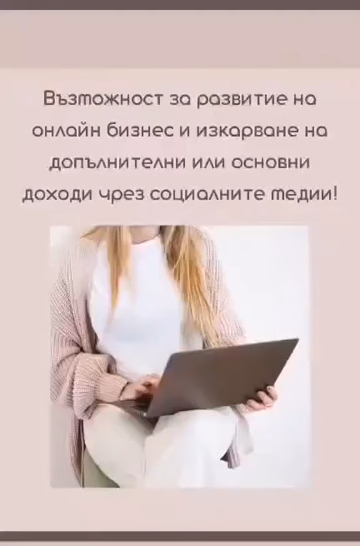 Възможност за развитие на
онлайн бизнес и изкарване на
допълнителни или основни
доходи чрез социалните медии!